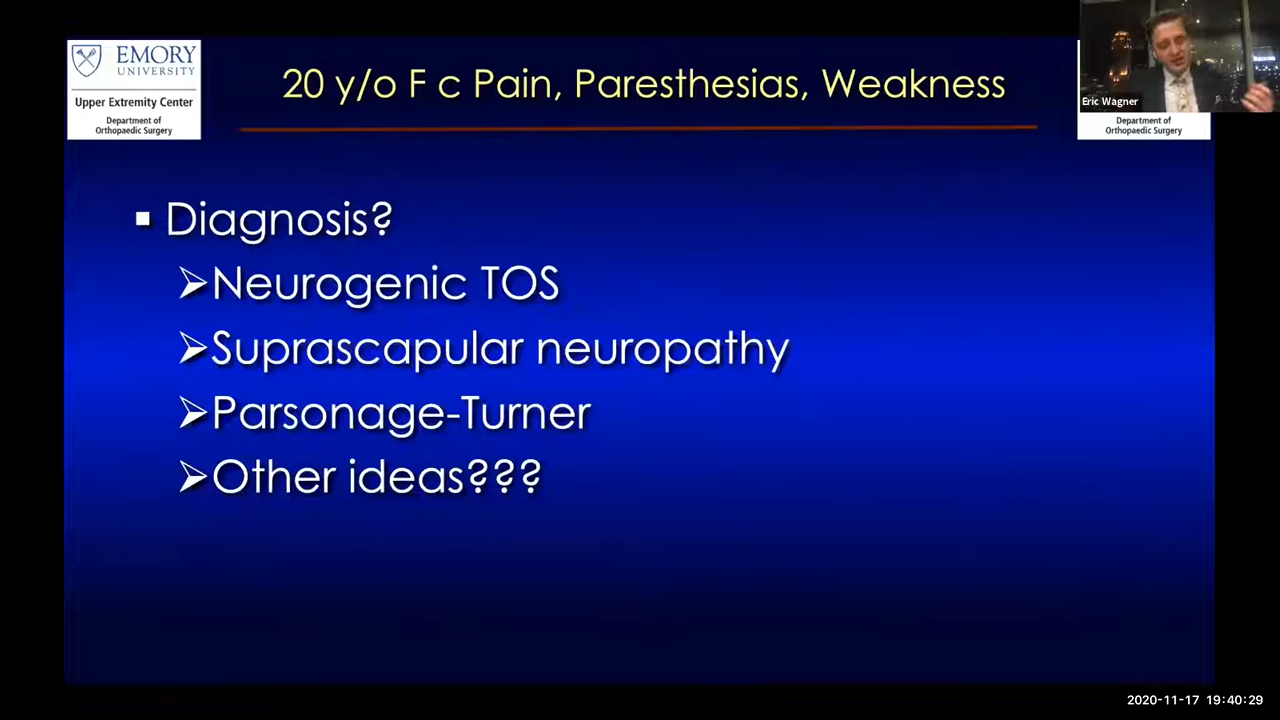 EMORY
UNIVERSITY
Upper Extremity Center
Department of
Orthopaedic Surgery
20 y/o F c Pain, Paresthesias, Weakness
Eric Wagner
Department of
Orthopaedic Surgery
▪ Diagnosis?
➢Neurogenic TOS
➢Suprascapular neuropathy
➢Parsonage-Turner
➢Other ideas???
2020-11-17 19:40:29